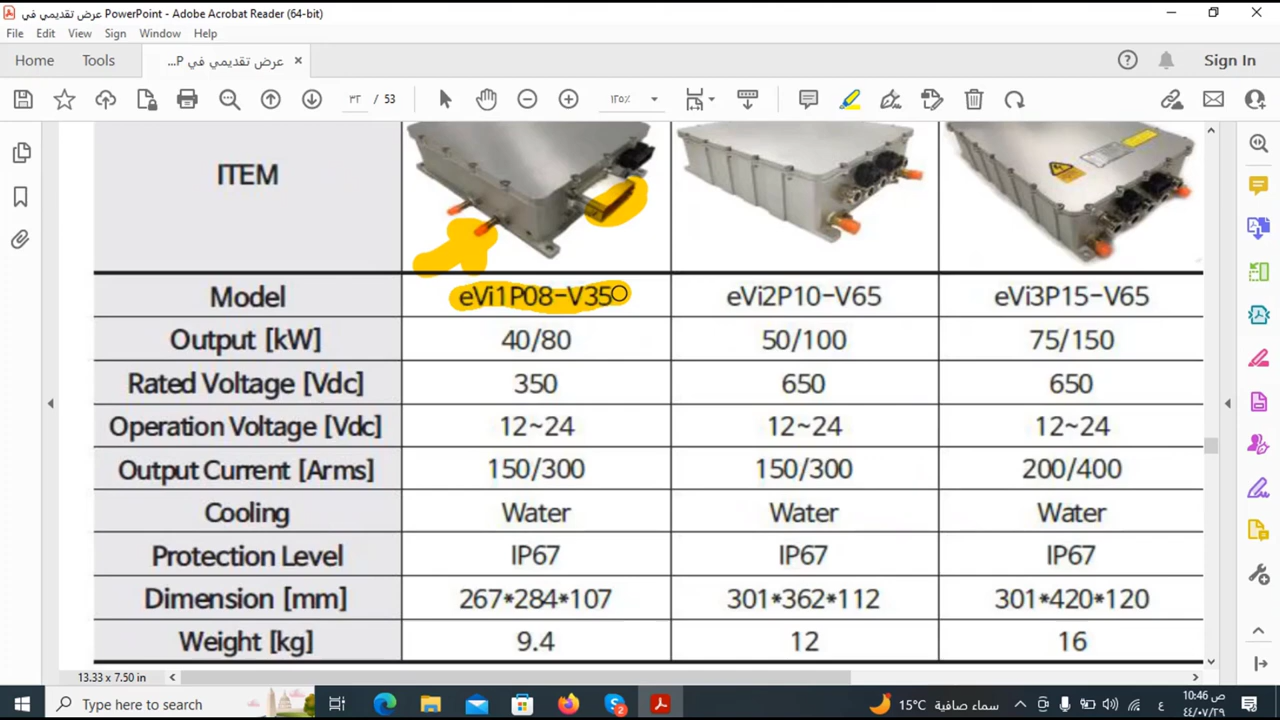 عرض تقديمي في PowerPoint - Adobe Acrobat Reader (64-bit)
File Edit View Sign Window Help
Home Tools عرض تقديمي في P... Sign In
٣٢ / 53 ١٢٥٪
ITEM
Model eVi1P08-V35 eVi2P10-V65 eVi3P15-V65
Output [kW] 40/80 50/100 75/150
Rated Voltage [Vdc] 350 650 650
Operation Voltage [Vdc] 12~24 12~24 12~24
Output Current [Arms] 150/300 150/300 200/400
Cooling Water Water Water
Protection Level IP67 IP67 IP67
Dimension [mm] 267*284*107 301*362*112 301*420*120
Weight [kg] 9.4 12 16
13.33 x 7.50 in
Type here to search 2 15°C سماء صافية ع 10:46 ص
٤٤/٠٧/٢٩